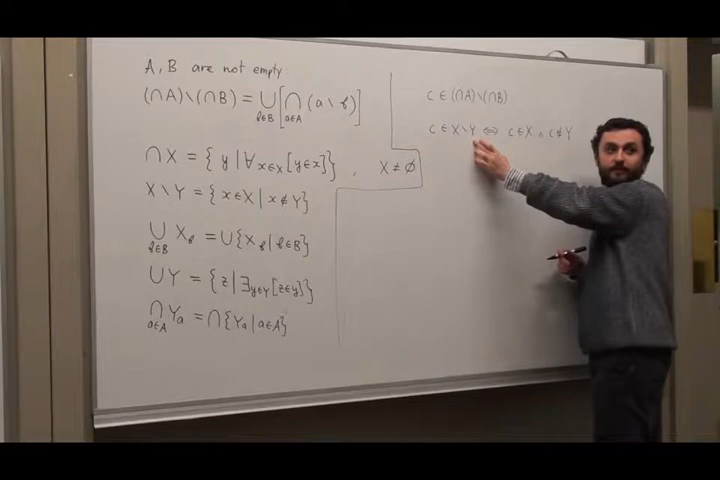 A, B are not empty
(∩A)∖(∩B) = ⋃_{b∈B} [ ⋂_{a∈A} (a∖b) ]
∩X = { y | ∀_{x∈X} [y∈x] } , X ≠ ∅
X∖Y = { x∈X | x∉Y }
⋃_{b∈B} X_b = ∪{ X_b | b∈B }
∪Y = { z | ∃_{y∈Y} [z∈y] }
⋂_{a∈A} Y_a = ∩{ Y_a | a∈A }
c ∈ (∩A)∖(∩B)
c ∈ X∖Y ⇔ c∈X ∧ c∉Y